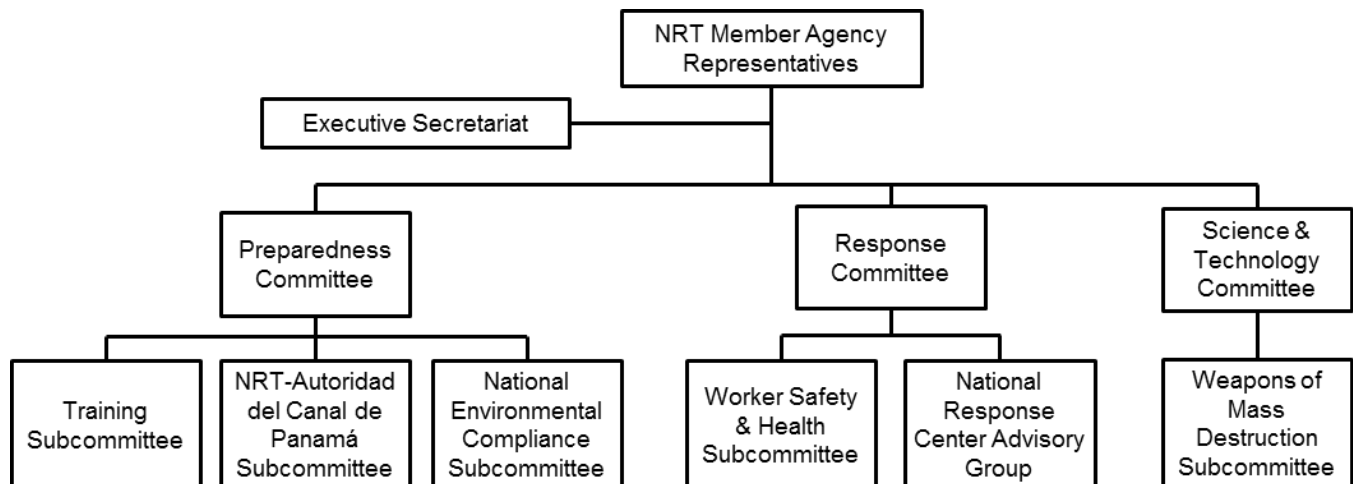 NRT Member Agency
Representatives
Executive Secretariat
Preparedness
Committee
Response
Committee
Science &
Technology
Committee
Training
Subcommittee
NRT-Autoridad
del Canal de
Panamá
Subcommittee
National
Environmental
Compliance
Subcommittee
Worker Safety
& Health
Subcommittee
National
Response
Center Advisory
Group
Weapons of
Mass
Destruction
Subcommittee